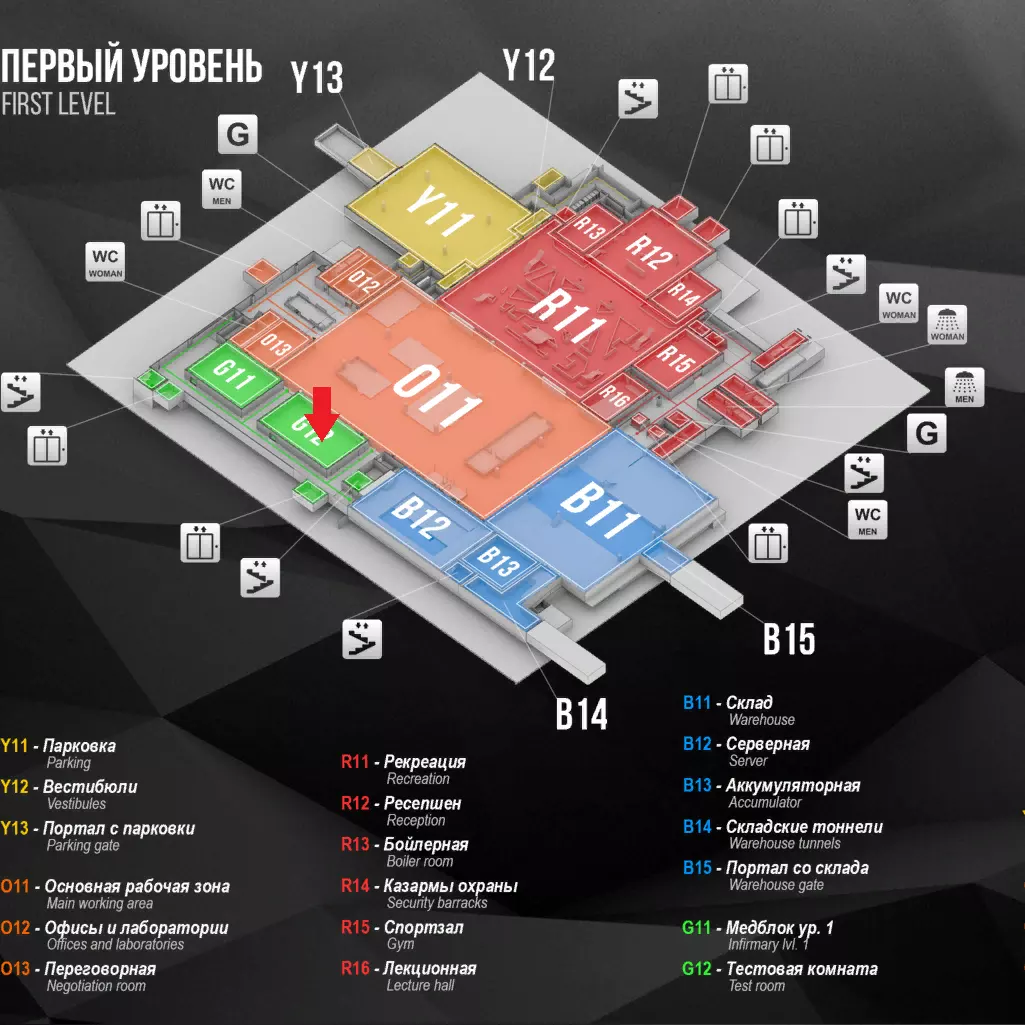 ПЕРВЫЙ УРОВЕНЬ
FIRST LEVEL
Y13
Y12
G
WC
MEN
WC
WOMAN
Y11
R13
R12
R14
O12
R11
R15
R16
O13
G11
O11
G12
B12
B11
B13
WC
WOMAN
WOMAN
MEN
G
WC
MEN
B15
B14
Y11 - Парковка
Parking
Y12 - Вестибюли
Vestibules
Y13 - Портал с парковки
Parking gate
O11 - Основная рабочая зона
Main working area
O12 - Офисы и лаборатории
Offices and laboratories
O13 - Переговорная
Negotiation room
R11 - Рекреация
Recreation
R12 - Ресепшен
Reception
R13 - Бойлерная
Boiler room
R14 - Казармы охраны
Security barracks
R15 - Спортзал
Gym
R16 - Лекционная
Lecture hall
B11 - Склад
Warehouse
B12 - Серверная
Server
B13 - Аккумуляторная
Accumulator
B14 - Складские тоннели
Warehouse tunnels
B15 - Портал со склада
Warehouse gate
G11 - Медблок ур. 1
Infirmary lvl. 1
G12 - Тестовая комната
Test room